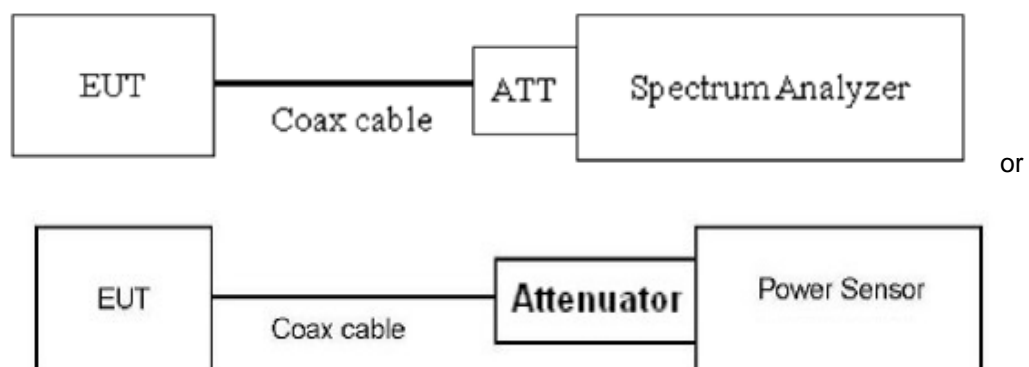 EUT
Coax cable
ATT
Spectrum Analyzer
or
EUT
Coax cable
Attenuator
Power Sensor